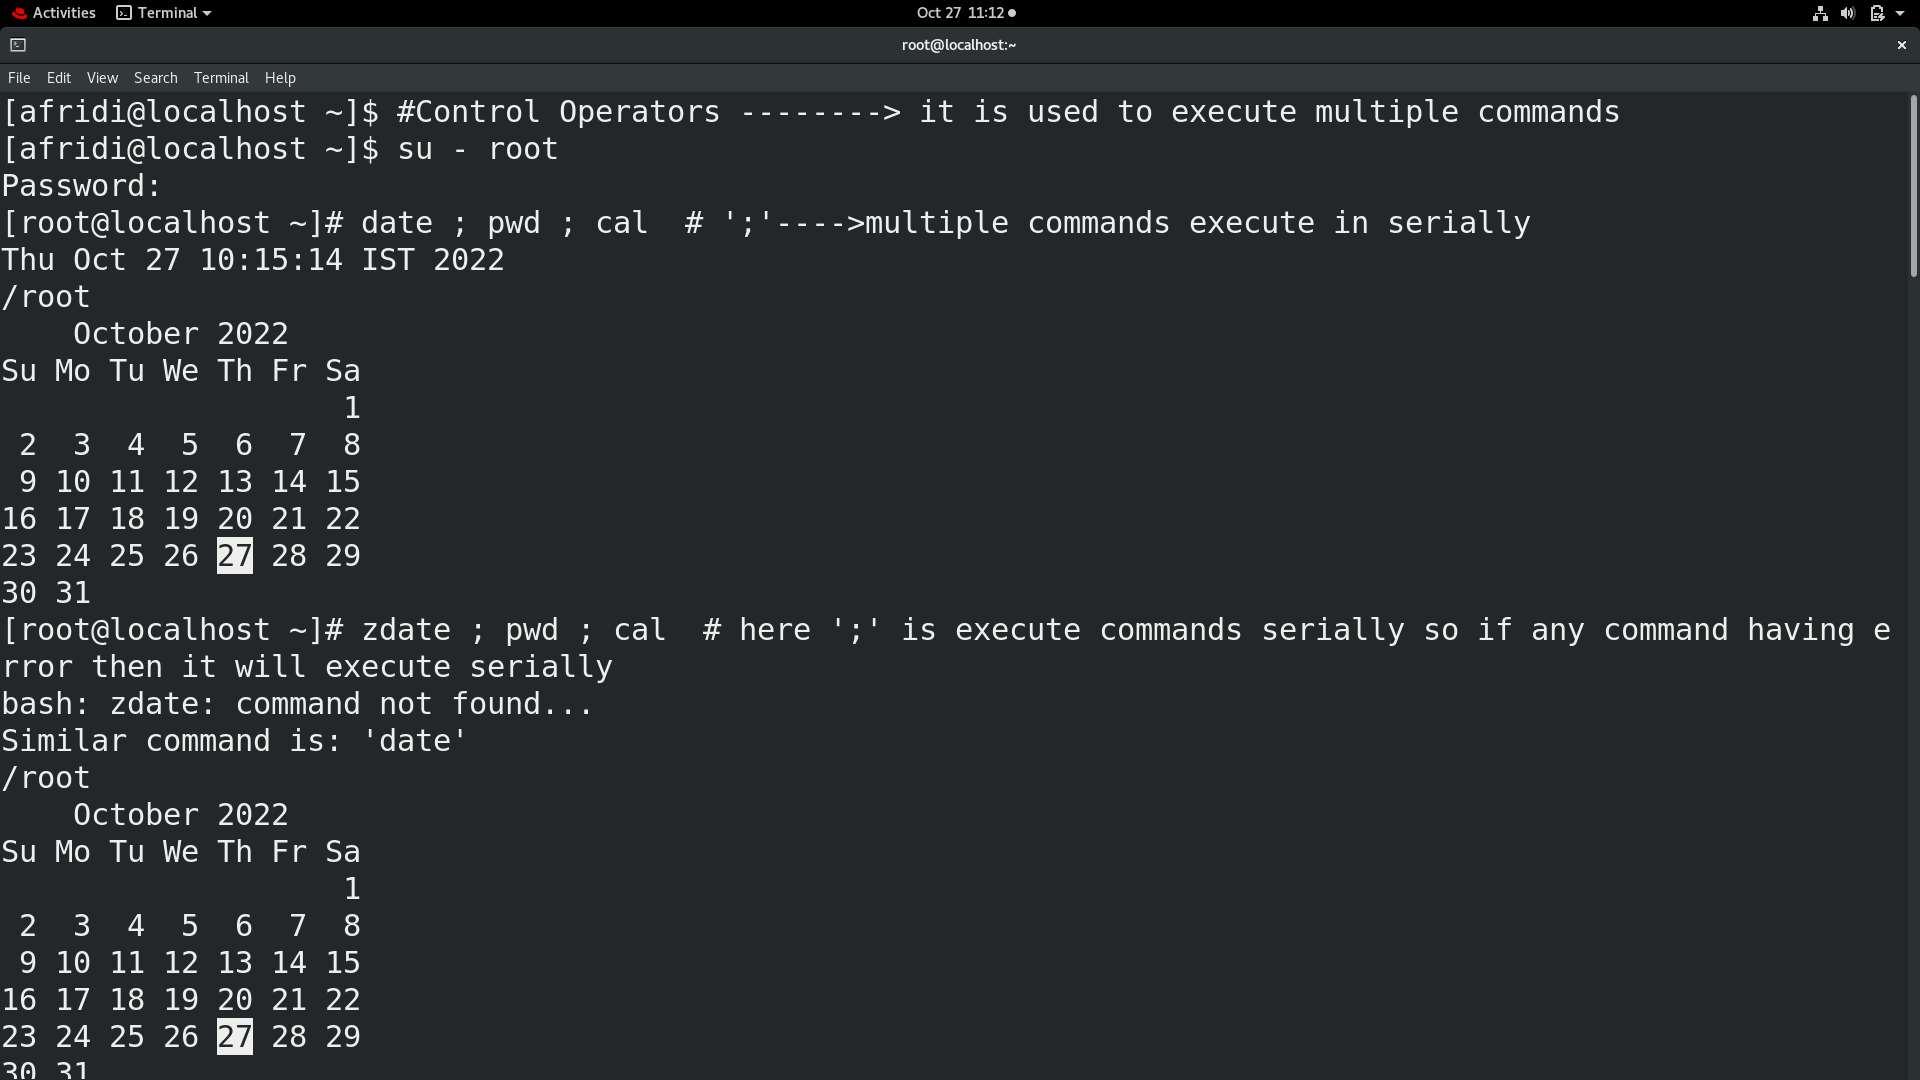 Activities Terminal Oct 27 11:12
root@localhost:~
File Edit View Search Terminal Help
[afridi@localhost ~]$ #Control Operators --------> it is used to execute multiple commands
[afridi@localhost ~]$ su - root
Password:
[root@localhost ~]# date ; pwd ; cal  # ';'---->multiple commands execute in serially
Thu Oct 27 10:15:14 IST 2022
/root
    October 2022
Su Mo Tu We Th Fr Sa
                   1
 2  3  4  5  6  7  8
 9 10 11 12 13 14 15
16 17 18 19 20 21 22
23 24 25 26 27 28 29
30 31
[root@localhost ~]# zdate ; pwd ; cal  # here ';' is execute commands serially so if any command having e
rror then it will execute serially
bash: zdate: command not found...
Similar command is: 'date'
/root
    October 2022
Su Mo Tu We Th Fr Sa
                   1
 2  3  4  5  6  7  8
 9 10 11 12 13 14 15
16 17 18 19 20 21 22
23 24 25 26 27 28 29
30 31